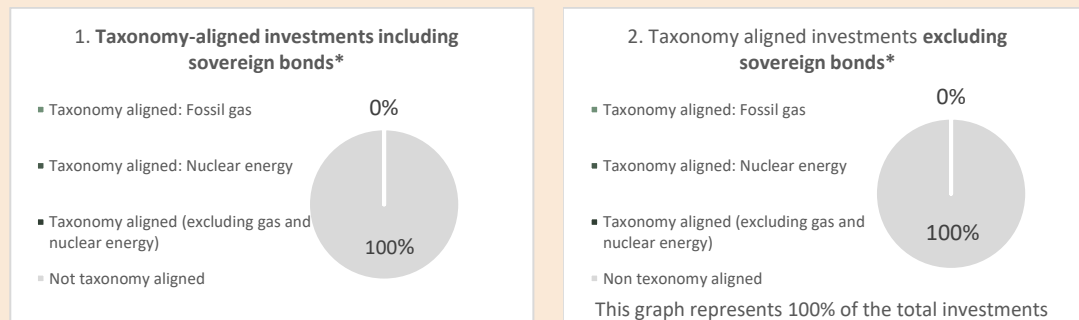 1. Taxonomy-aligned investments including
sovereign bonds*
Taxonomy aligned: Fossil gas
Taxonomy aligned: Nuclear energy
Taxonomy aligned (excluding gas and
nuclear energy)
Not taxonomy aligned
0%
100%
2. Taxonomy aligned investments excluding
sovereign bonds*
Taxonomy aligned: Fossil gas
Taxonomy aligned: Nuclear energy
Taxonomy aligned (excluding gas and
nuclear energy)
Non texonomy aligned
0%
100%
This graph represents 100% of the total investments